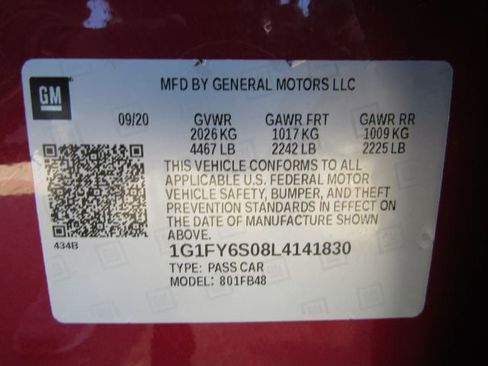 GM
MFD BY GENERAL MOTORS LLC
09/20 GVWR GAWR FRT GAWR RR
2026 KG 1017 KG 1009 KG
4467 LB 2242 LB 2225 LB
THIS VEHICLE CONFORMS TO ALL
APPLICABLE U.S. FEDERAL MOTOR
VEHICLE SAFETY, BUMPER, AND THEFT
PREVENTION STANDARDS IN EFFECT ON
THE DATE OF MANUFACTURE SHOWN
ABOVE.
434B
1G1FY6S08L4141830
TYPE: PASS CAR
MODEL: 801FB48